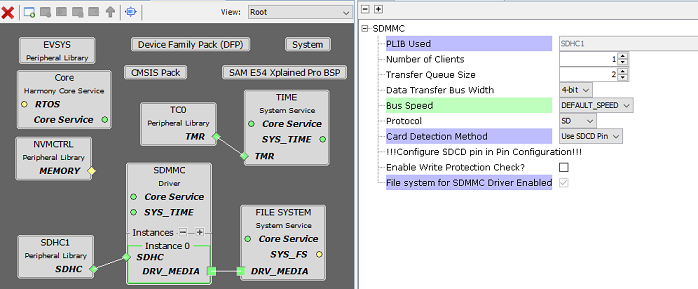 View: Root
EVSYS
Peripheral Library
Device Family Pack (DFP)
System
Core
Harmony Core Service
RTOS
Core Service
CMSIS Pack
SAM E54 Xplained Pro BSP
TC0
Peripheral Library
TMR
TIME
System Service
Core Service
SYS_TIME
TMR
NVMCTRL
Peripheral Library
MEMORY
SDMMC
Driver
Core Service
SYS_TIME
Instances
Instance 0
SDHC
DRV_MEDIA
SDHC1
Peripheral Library
SDHC
FILE SYSTEM
System Service
Core Service
SYS_FS
DRV_MEDIA
SDMMC
PLIB Used SDHC1
Number of Clients 1
Transfer Queue Size 2
Data Transfer Bus Width 4-bit
Bus Speed DEFAULT_SPEED
Protocol SD
Card Detection Method Use SDCD Pin
!!!Configure SDCD pin in Pin Configuration!!!
Enable Write Protection Check?
File system for SDMMC Driver Enabled